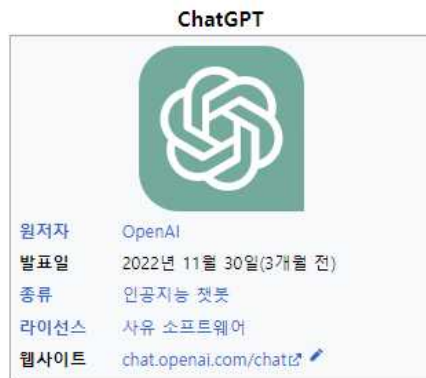 ChatGPT
원저자 OpenAI
발표일 2022년 11월 30일(3개월 전)
종류 인공지능 챗봇
라이선스 사유 소프트웨어
웹사이트 chat.openai.com/chat